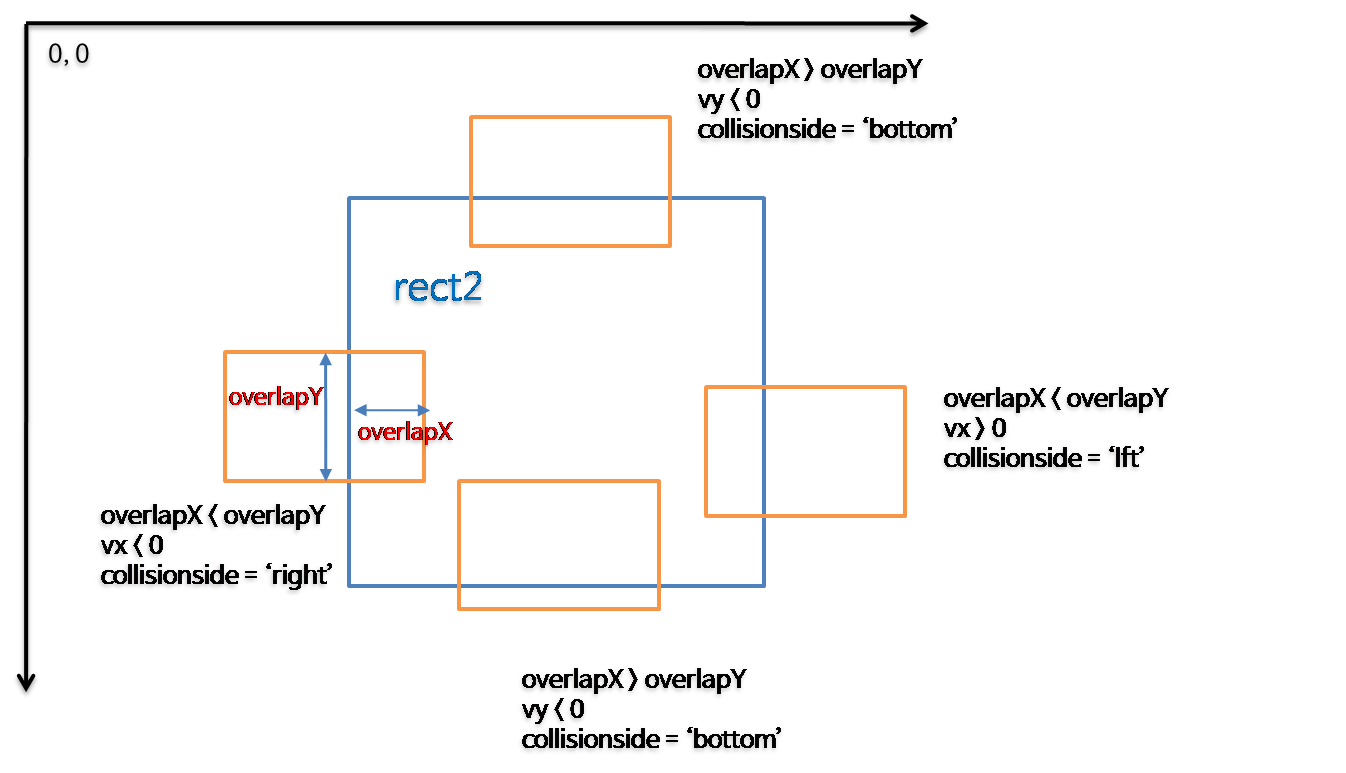 0, 0
overlapX > overlapY
vy < 0
collisionside = ‘bottom’
rect2
overlapY
overlapX
overlapX < overlapY
vx > 0
collisionside = ‘lft’
overlapX < overlapY
vx < 0
collisionside = ‘right’
overlapX > overlapY
vy < 0
collisionside = ‘bottom’